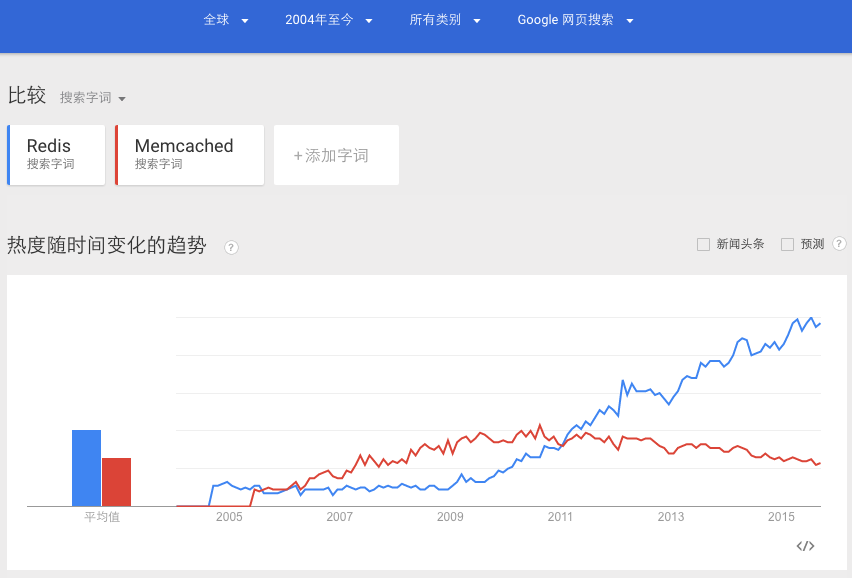 全球 2004年至今 所有类别 Google 网页搜索
比较 搜索字词
Redis Memcached +添加字词
搜索字词 搜索字词
热度随时间变化的趋势 ? 新闻头条 预测 ?
平均值 2005 2007 2009 2011 2013 2015
</>